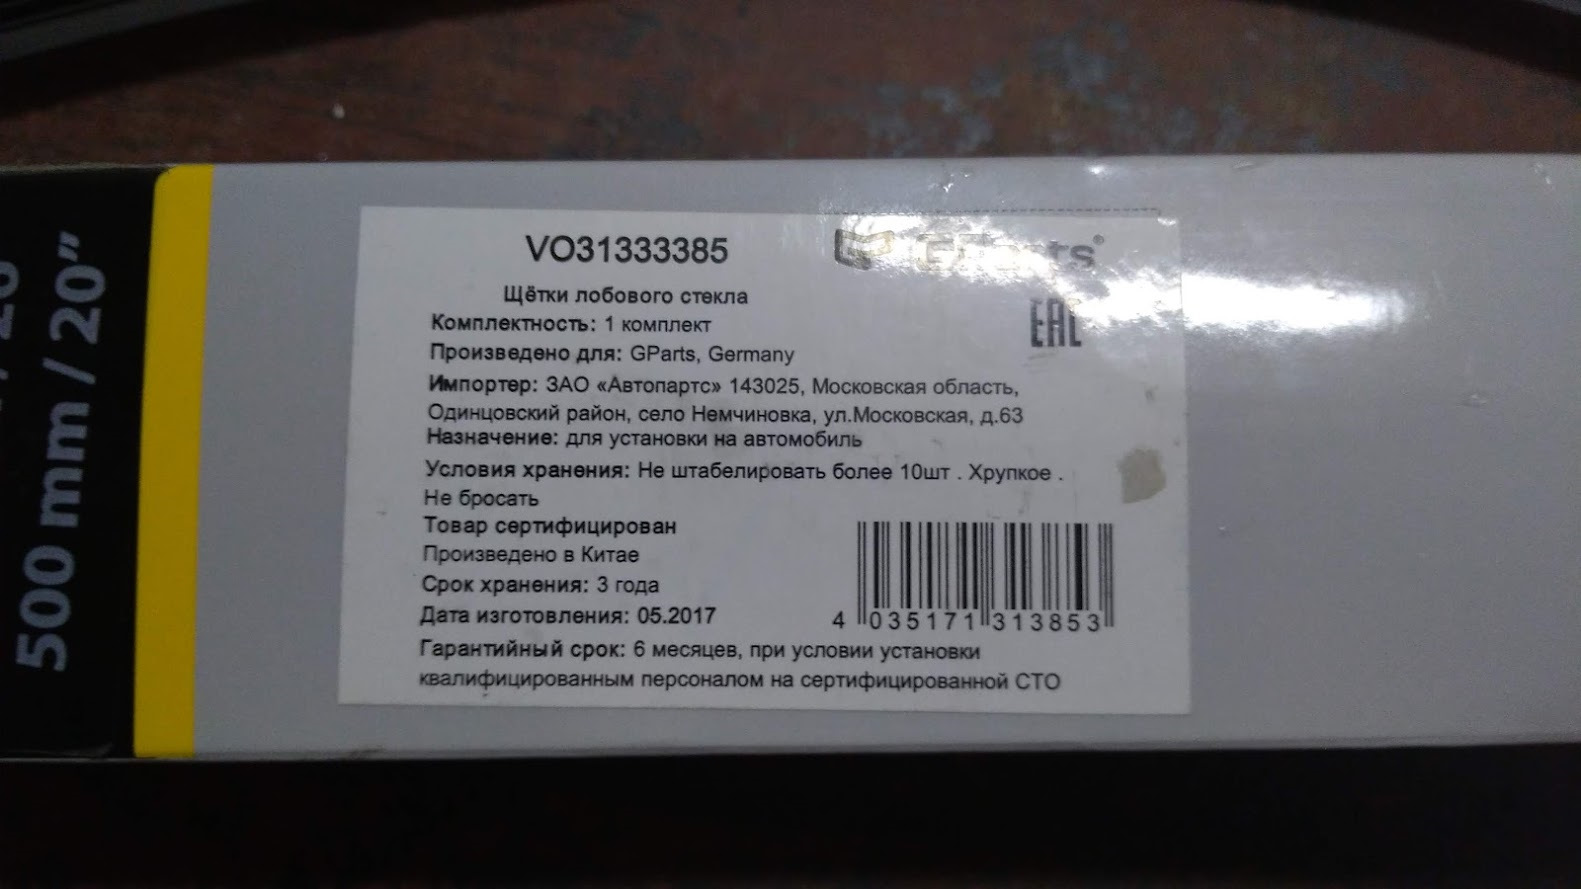 500 mm / 20”
VO31333385
GParts®
Щётки лобового стекла
EAC
Комплектность: 1 комплект
Произведено для: GParts, Germany
Импортер: ЗАО «Автопартс» 143025, Московская область,
Одинцовский район, село Немчиновка, ул.Московская, д.63
Назначение: для установки на автомобиль
Условия хранения: Не штабелировать более 10шт . Хрупкое .
Не бросать
Товар сертифицирован
Произведено в Китае
Срок хранения: 3 года
Дата изготовления: 05.2017
4 035171 313853
Гарантийный срок: 6 месяцев, при условии установки
квалифицированным персоналом на сертифицированной СТО